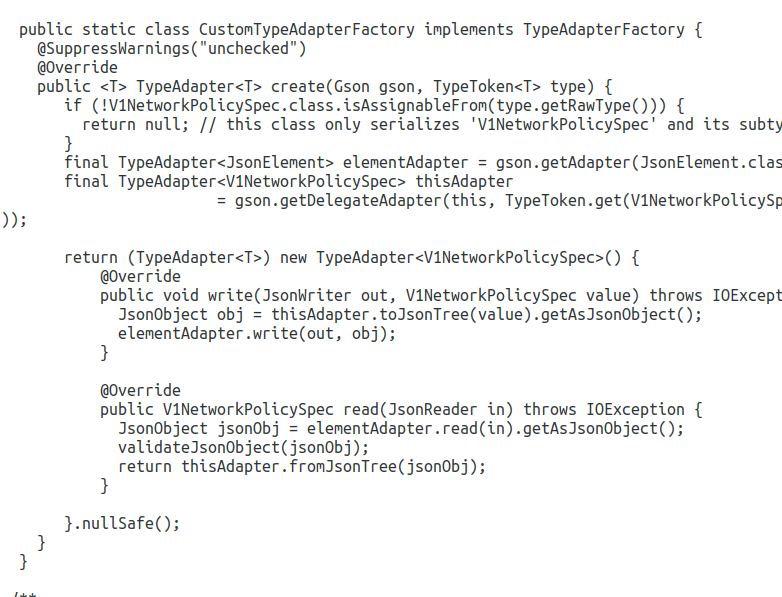 public static class CustomTypeAdapterFactory implements TypeAdapterFactory {
@SuppressWarnings("unchecked")
@Override
public <T> TypeAdapter<T> create(Gson gson, TypeToken<T> type) {
if (!V1NetworkPolicySpec.class.isAssignableFrom(type.getRawType())) {
return null; // this class only serializes 'V1NetworkPolicySpec' and its subty
}
final TypeAdapter<JsonElement> elementAdapter = gson.getAdapter(JsonElement.clas
final TypeAdapter<V1NetworkPolicySpec> thisAdapter
= gson.getDelegateAdapter(this, TypeToken.get(V1NetworkPolicySp
));
return (TypeAdapter<T>) new TypeAdapter<V1NetworkPolicySpec>() {
@Override
public void write(JsonWriter out, V1NetworkPolicySpec value) throws IOExcept
JsonObject obj = thisAdapter.toJsonTree(value).getAsJsonObject();
elementAdapter.write(out, obj);
}
@Override
public V1NetworkPolicySpec read(JsonReader in) throws IOException {
JsonObject jsonObj = elementAdapter.read(in).getAsJsonObject();
validateJsonObject(jsonObj);
return thisAdapter.fromJsonTree(jsonObj);
}
}.nullSafe();
}
}
/**